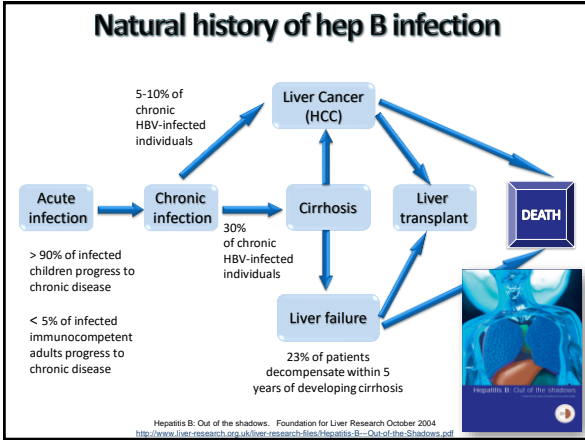 Natural history of hep B infection
5-10% of
chronic
HBV-infected
individuals
Liver Cancer
(HCC)
Acute
infection
Chronic
infection
Cirrhosis
Liver
transplant
DEATH
30%
of chronic
HBV-infected
individuals
> 90% of infected
children progress to
chronic disease
< 5% of infected
immunocompetent
adults progress to
chronic disease
Liver failure
23% of patients
decompensate within 5
years of developing cirrhosis
Hepatitis B: Out of the shadows
Hepatitis B: Out of the shadows. Foundation for Liver Research October 2004
http://www.liver-research.org.uk/liver-research-files/Hepatitis-B---Out-of-the-Shadows.pdf